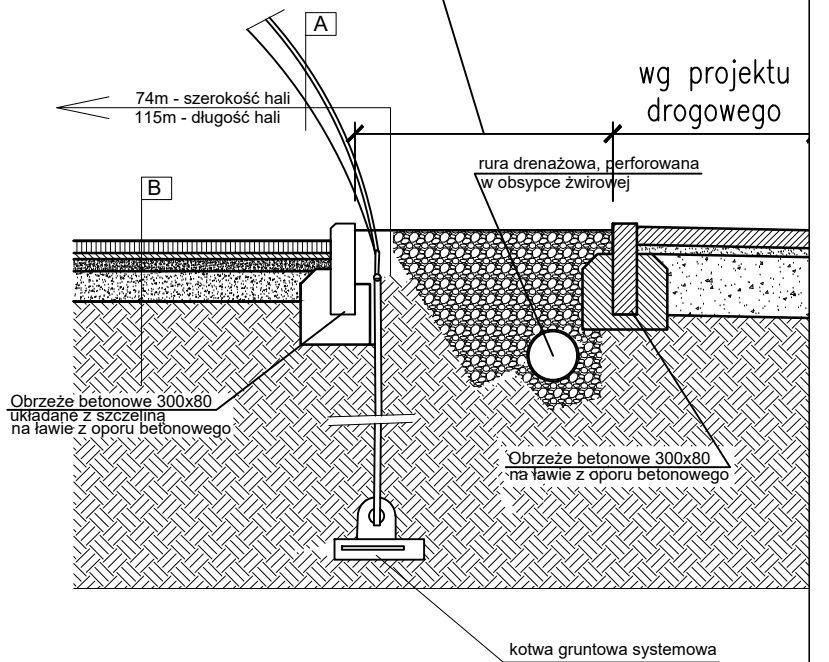 A
74m - szerokość hali
115m - długość hali
wg projektu
drogowego
rura drenażowa, perforowana
w obsypce żwirowej
B
Obrzeże betonowe 300x80
układane z szczeliną
na ławie z oporu betonowego
Obrzeże betonowe 300x80
na ławie z oporu betonowego
kotwa gruntowa systemowa